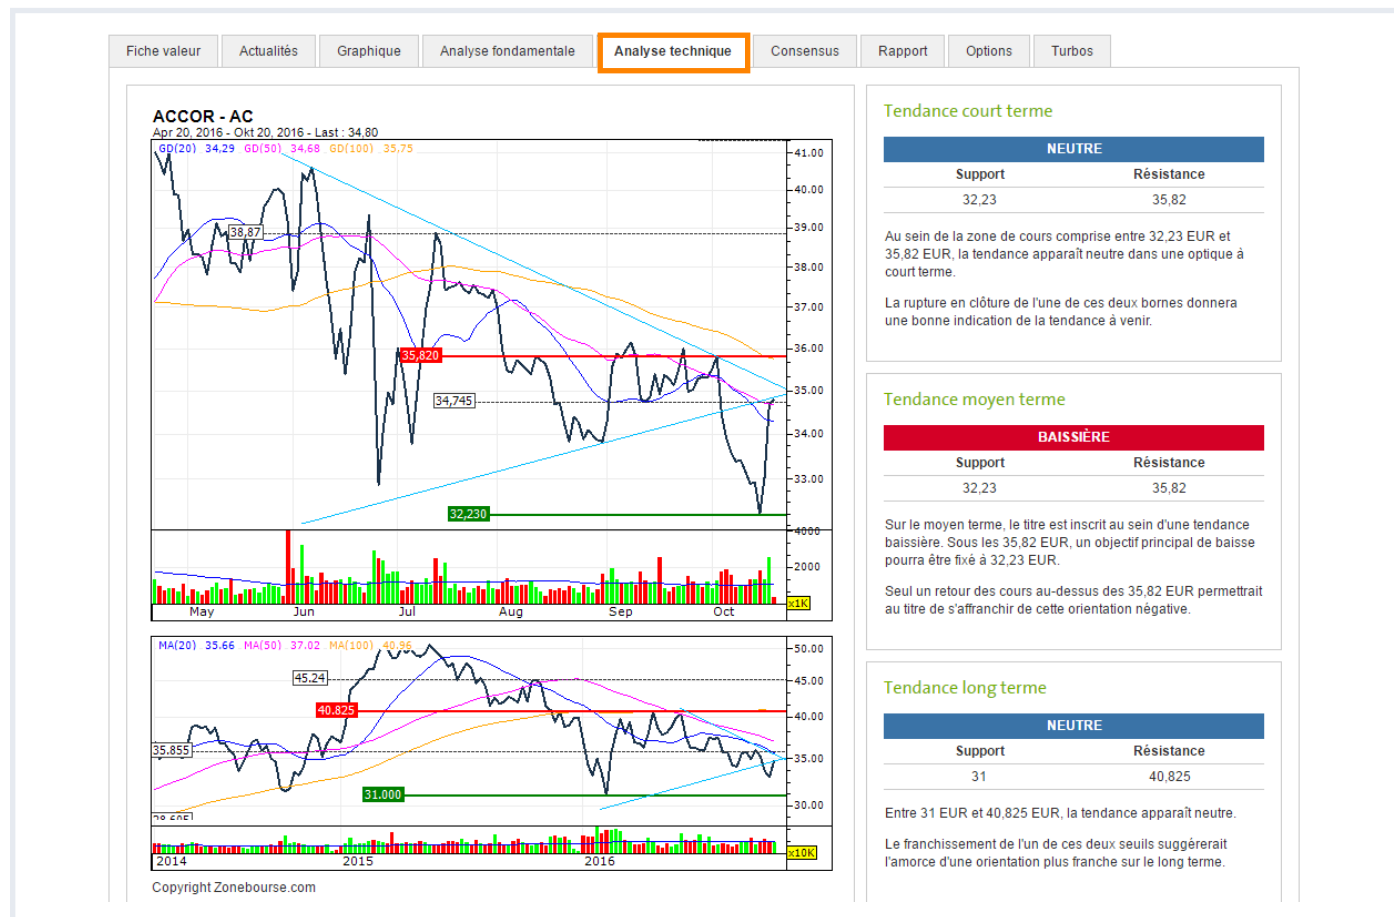 Fiche valeur Actualités Graphique Analyse fondamentale Analyse technique Consensus Rapport Options Turbos
ACCOR - AC
Apr 20, 2016 - Okt 20, 2016 - Last : 34,80
GD(20) 34,29 GD(50) 34,68 GD(100) 35,75
41.00
40.00
39.00
38.00
37.00
36.00
35.00
34.00
33.00
38,87
35,820
34,745
32,230
4000
2000
x1K
May Jun Jul Aug Sep Oct
MA(20) 35.66 MA(50) 37.02 MA(100) 40.96
50.00
45.00
40.00
35.00
30.00
45.24
40.825
35.855
31.000
28.605
x10K
2014 2015 2016
Copyright Zonebourse.com
Tendance court terme
NEUTRE
Support Résistance
32,23 35,82
Au sein de la zone de cours comprise entre 32,23 EUR et
35,82 EUR, la tendance apparaît neutre dans une optique à
court terme.
La rupture en clôture de l'une de ces deux bornes donnera
une bonne indication de la tendance à venir.
Tendance moyen terme
BAISSIÈRE
Support Résistance
32,23 35,82
Sur le moyen terme, le titre est inscrit au sein d'une tendance
baissière. Sous les 35,82 EUR, un objectif principal de baisse
pourra être fixé à 32,23 EUR.
Seul un retour des cours au-dessus des 35,82 EUR permettrait
au titre de s'affranchir de cette orientation négative.
Tendance long terme
NEUTRE
Support Résistance
31 40,825
Entre 31 EUR et 40,825 EUR, la tendance apparaît neutre.
Le franchissement de l'un de ces deux seuils suggérerait
l'amorce d'une orientation plus franche sur le long terme.